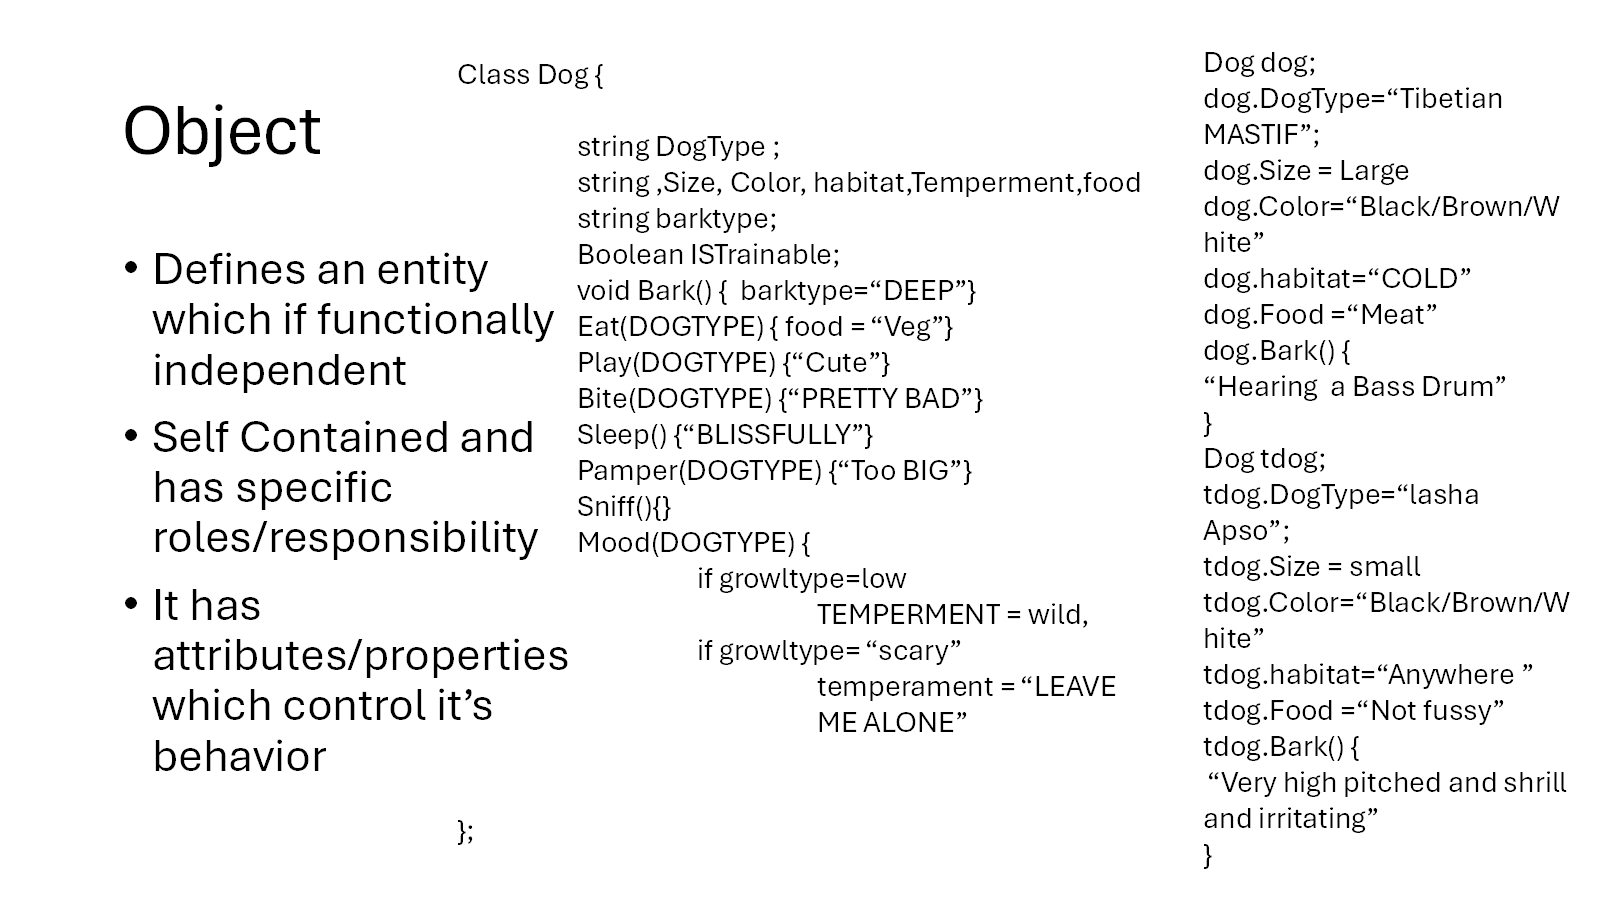 Object
• Defines an entity
which if functionally
independent
• Self Contained and
has specific
roles/responsibility
• It has
attributes/properties
which control it’s
behavior
Class Dog {
string DogType ;
string ,Size, Color, habitat,Temperment,food
string barktype;
Boolean ISTrainable;
void Bark() {  barktype=“DEEP”}
Eat(DOGTYPE) { food = “Veg”}
Play(DOGTYPE) {“Cute”}
Bite(DOGTYPE) {“PRETTY BAD”}
Sleep() {“BLISSFULLY”}
Pamper(DOGTYPE) {“Too BIG”}
Sniff(){}
Mood(DOGTYPE) {
if growltype=low
TEMPERMENT = wild,
if growltype= “scary”
temperament = “LEAVE
ME ALONE”
};
Dog dog;
dog.DogType=“Tibetian
MASTIF”;
dog.Size = Large
dog.Color=“Black/Brown/W
hite”
dog.habitat=“COLD”
dog.Food =“Meat”
dog.Bark() {
“Hearing  a Bass Drum”
}
Dog tdog;
tdog.DogType=“lasha
Apso”;
tdog.Size = small
tdog.Color=“Black/Brown/W
hite”
tdog.habitat=“Anywhere ”
tdog.Food =“Not fussy”
tdog.Bark() {
“Very high pitched and shrill
and irritating”
}